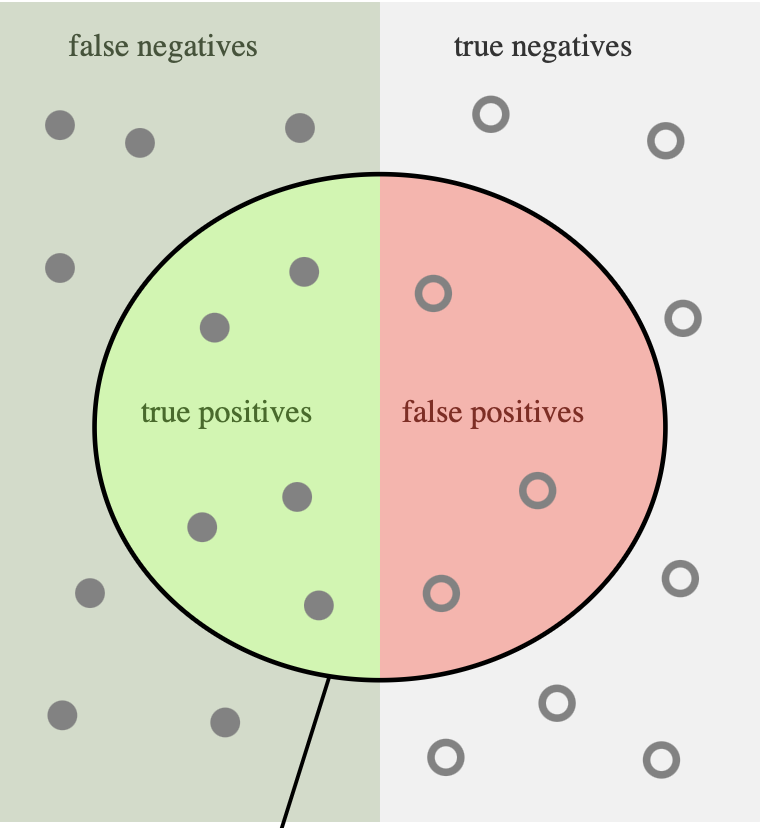 false negatives
true negatives
true positives
false positives